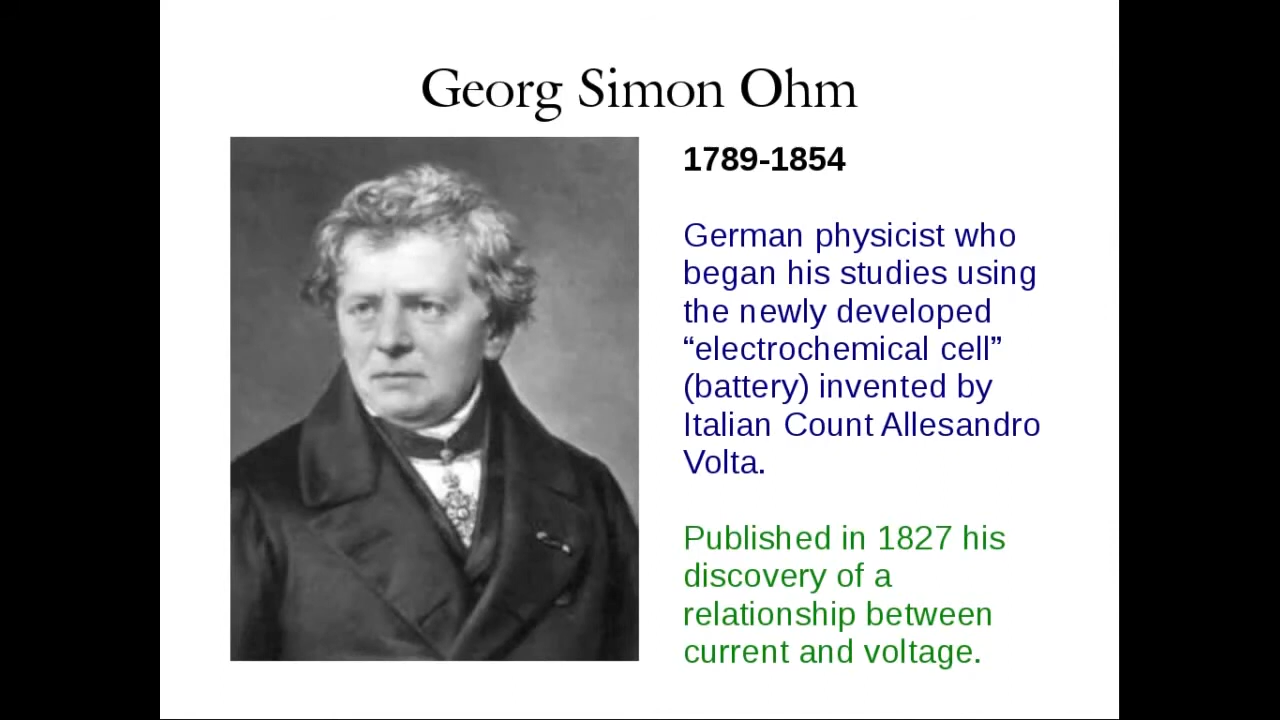 Georg Simon Ohm
1789-1854
German physicist who
began his studies using
the newly developed
“electrochemical cell”
(battery) invented by
Italian Count Allesandro
Volta.
Published in 1827 his
discovery of a
relationship between
current and voltage.